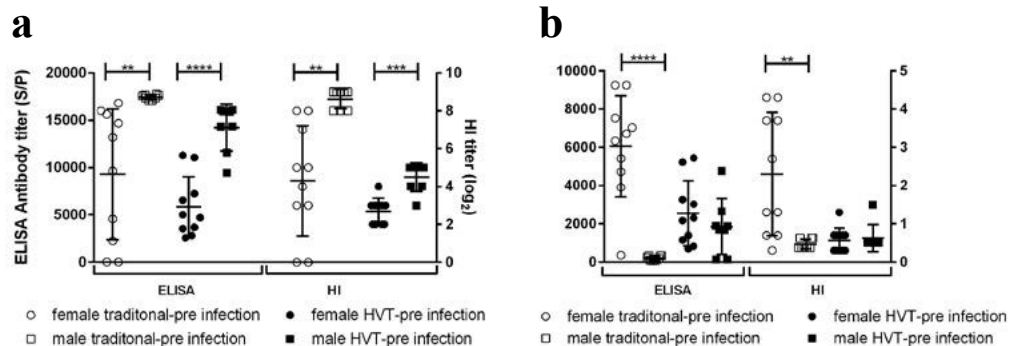 a
b
** **** ** ***
**** **
ELISA Antibody titer (S/P)
20000
15000
10000
5000
0
10
8
6
4
2
0
HI titer (log2)
ELISA HI
○ female traditonal-pre infection ● female HVT-pre infection
□ male traditonal-pre infection ■ male HVT-pre infection
10000
8000
6000
4000
2000
0
5
4
3
2
1
0
ELISA HI
○ female traditonal-pre infection ● female HVT-pre infection
□ male traditonal-pre infection ■ male HVT-pre infection